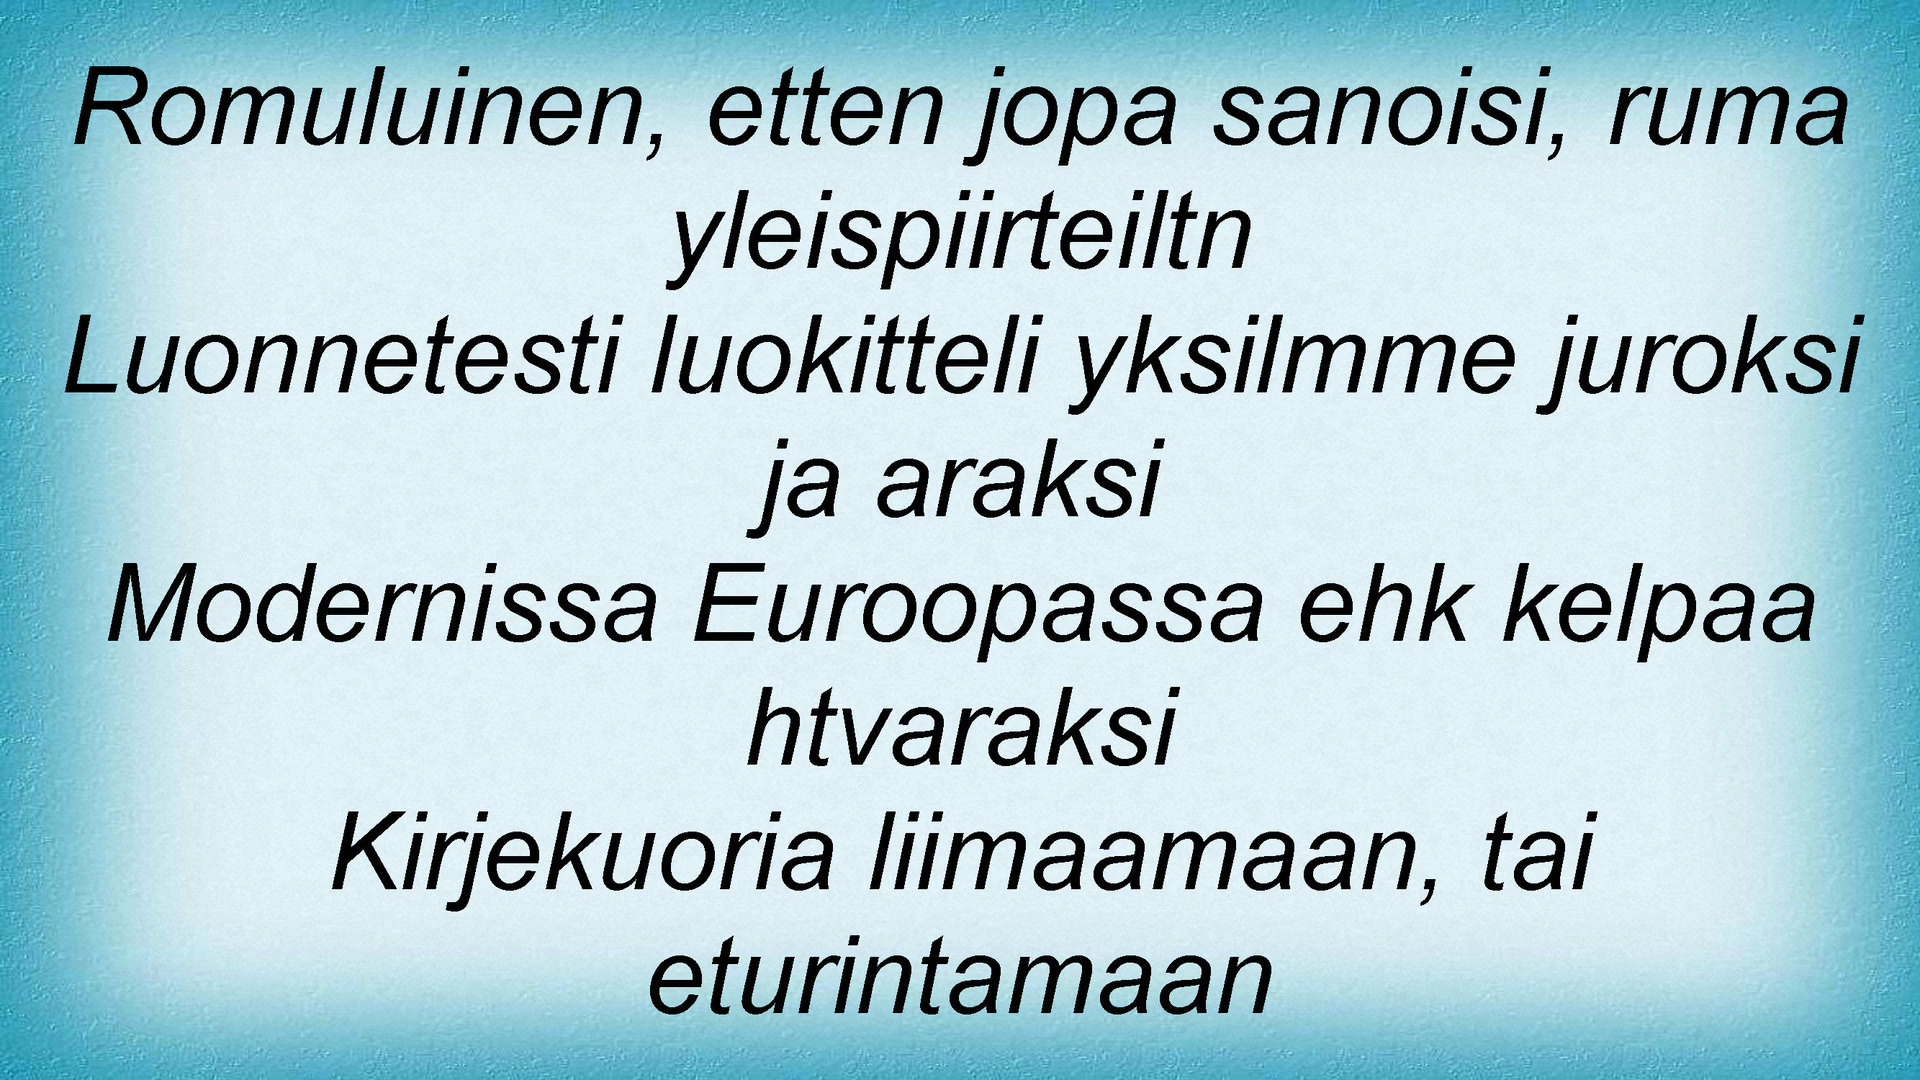 Romuluinen, etten jopa sanoisi, ruma
yleispiirteiltn
Luonnetesti luokitteli yksilmme juroksi
ja araksi
Modernissa Euroopassa ehk kelpaa
htvaraksi
Kirjekuoria liimaamaan, tai
eturintamaan